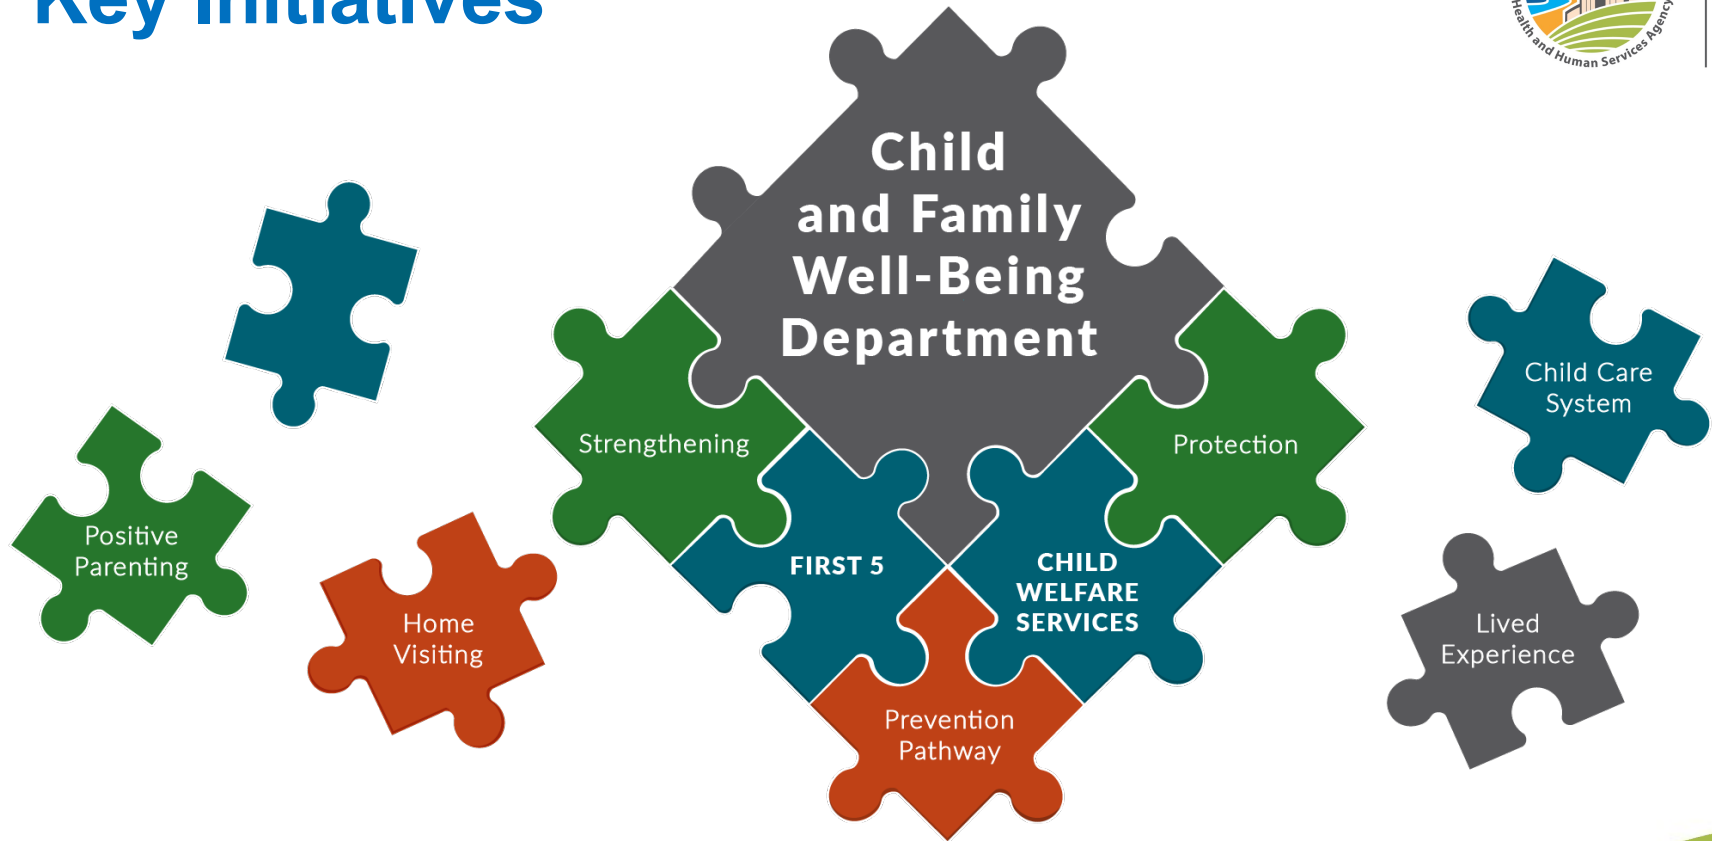 Key Initiatives
Health and Human Services Agency
Child
and Family
Well-Being
Department
Strengthening
Protection
Child Care
System
Positive
Parenting
FIRST 5
CHILD
WELFARE
SERVICES
Home
Visiting
Lived
Experience
Prevention
Pathway